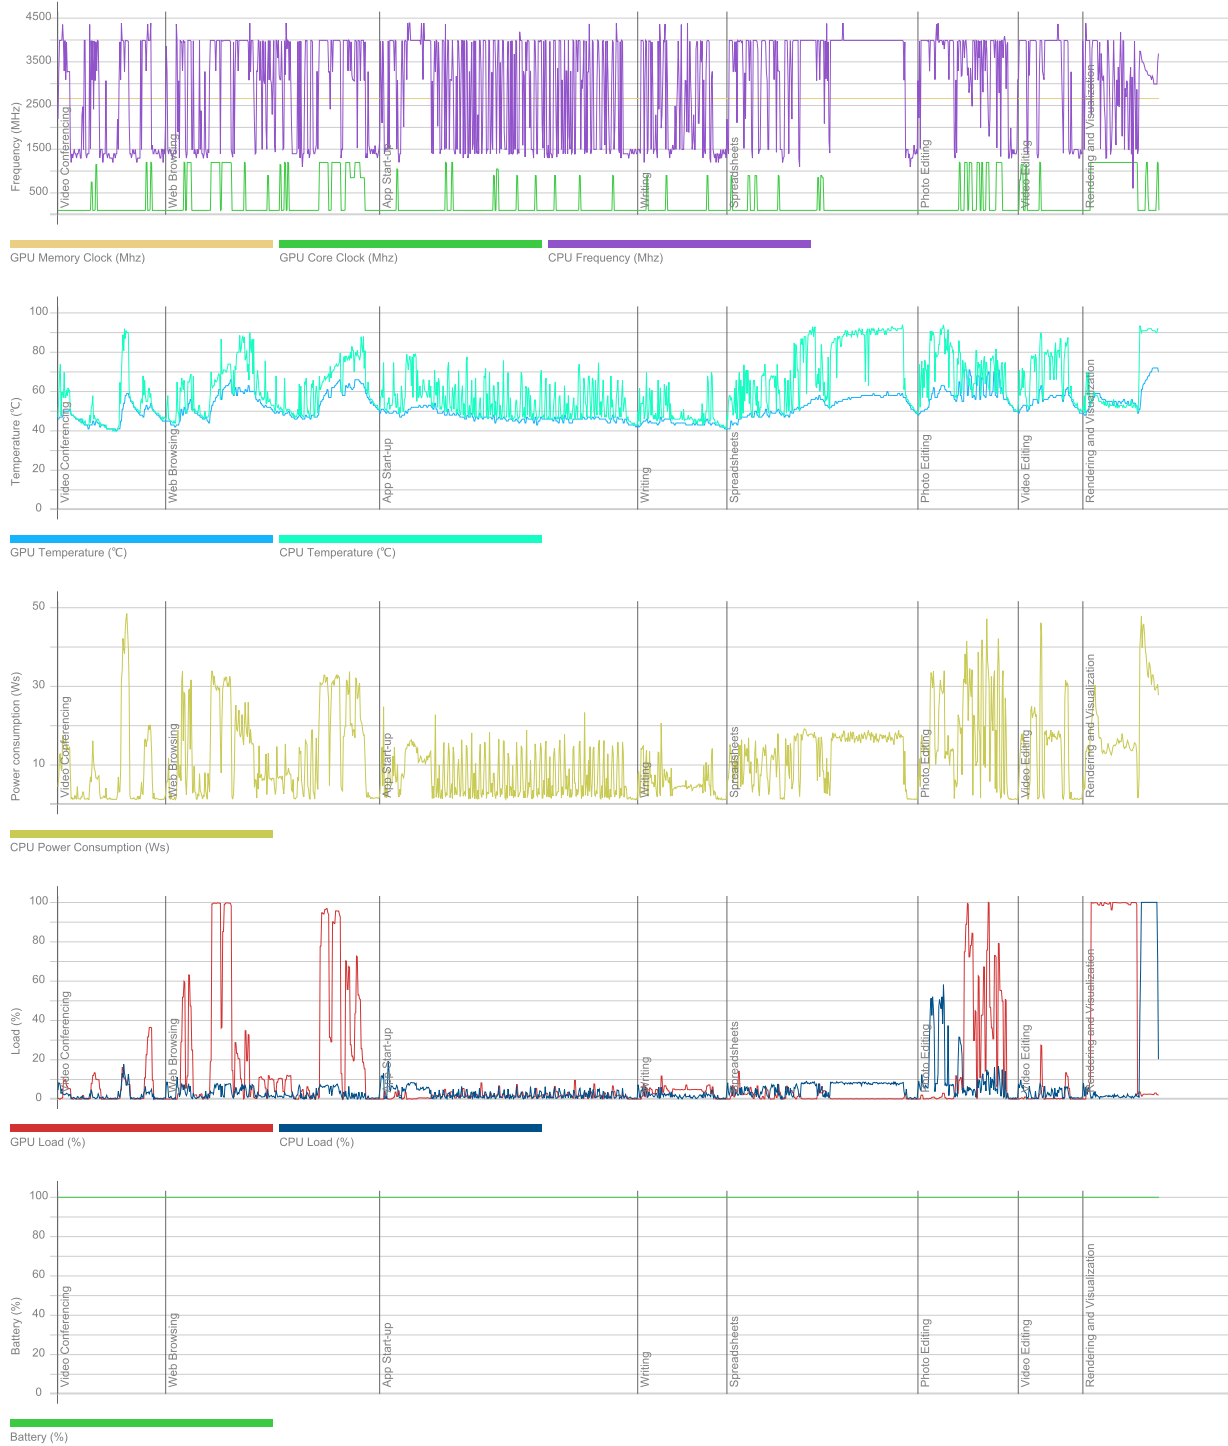 Frequency (MHz)
4500
3500
2500
1500
500
Video Conferencing
Web Browsing
App Start-up
Writing
Spreadsheets
Photo Editing
Video Editing
Rendering and Visualization
GPU Memory Clock (Mhz)
GPU Core Clock (Mhz)
CPU Frequency (Mhz)
Temperature (℃)
100
80
60
40
20
0
Video Conferencing
Web Browsing
App Start-up
Writing
Spreadsheets
Photo Editing
Video Editing
Rendering and Visualization
GPU Temperature (℃)
CPU Temperature (℃)
Power consumption (Ws)
50
30
10
Video Conferencing
Web Browsing
App Start-up
Writing
Spreadsheets
Photo Editing
Video Editing
Rendering and Visualization
CPU Power Consumption (Ws)
Load (%)
100
80
60
40
20
0
Video Conferencing
Web Browsing
App Start-up
Writing
Spreadsheets
Photo Editing
Video Editing
Rendering and Visualization
GPU Load (%)
CPU Load (%)
Battery (%)
100
80
60
40
20
0
Video Conferencing
Web Browsing
App Start-up
Writing
Spreadsheets
Photo Editing
Video Editing
Rendering and Visualization
Battery (%)